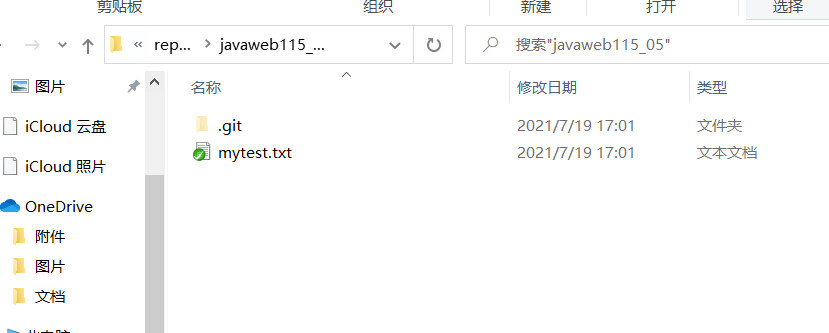 剪贴板 组织 新建 打开 选择
« rep... > javaweb115_... 搜索"javaweb115_05"
图片
iCloud 云盘
iCloud 照片
OneDrive
附件
图片
文档
名称 修改日期 类型
.git 2021/7/19 17:01 文件夹
mytest.txt 2021/7/19 17:01 文本文档